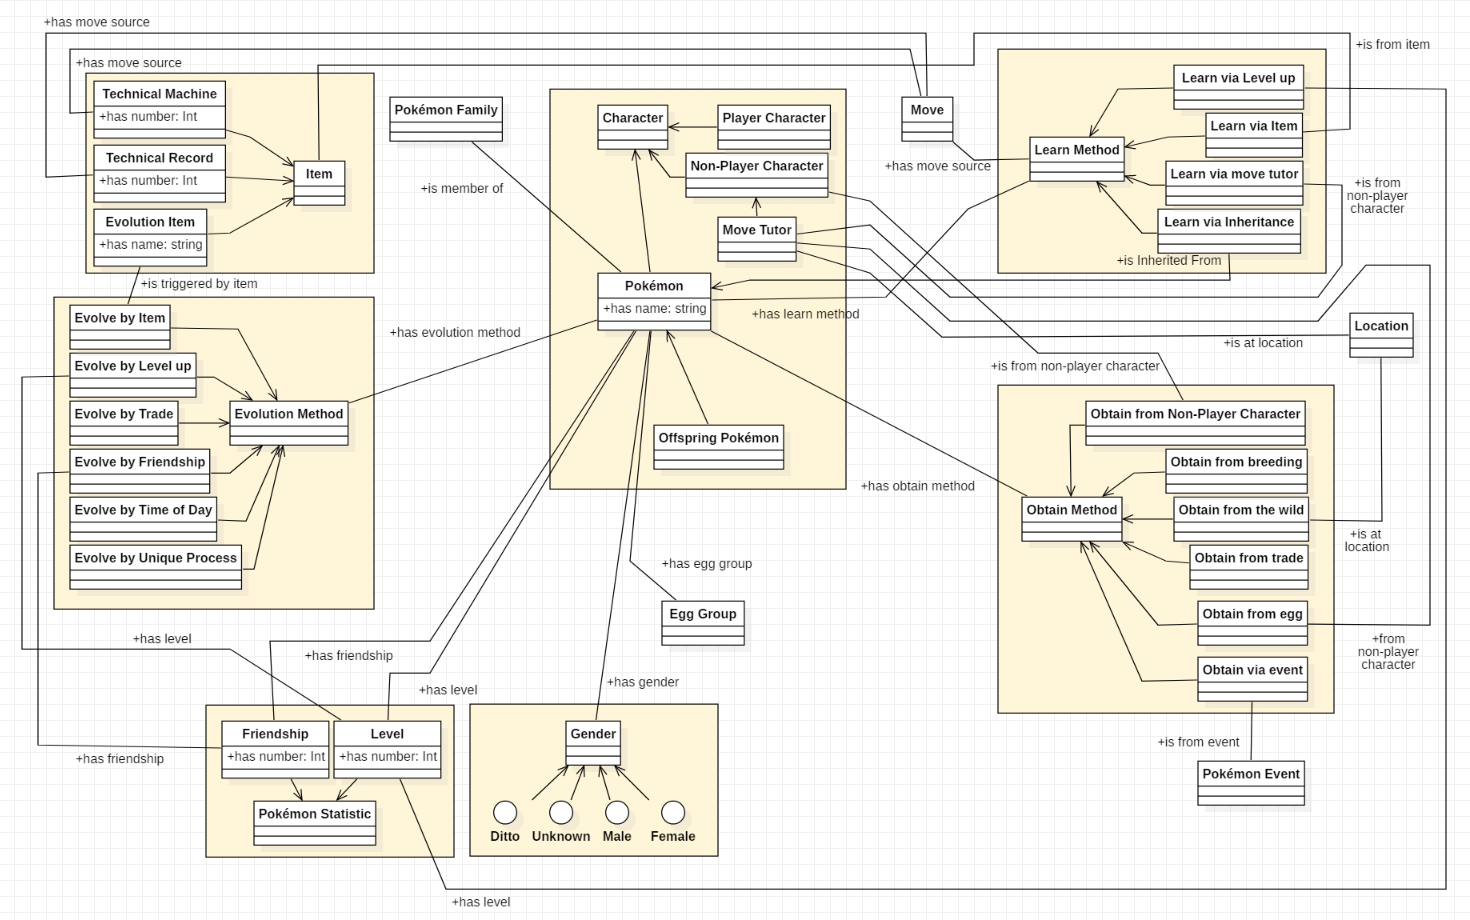 +has move source
+is from item
+has move source
Technical Machine
+has number: Int
Technical Record
+has number: Int
Evolution Item
+has name: string
Item
Pokémon Family
+is member of
Character
Player Character
Non-Player Character
Move Tutor
Pokémon
+has name: string
Offspring Pokémon
Move
+has move source
Learn Method
Learn via Level up
Learn via Item
Learn via move tutor
Learn via Inheritance
+is Inherited From
+is from
non-player
character
+is triggered by item
Evolve by Item
Evolve by Level up
Evolve by Trade
Evolve by Friendship
Evolve by Time of Day
Evolve by Unique Process
Evolution Method
+has evolution method
+has learn method
+is at location
Location
+is from non-player character
Obtain from Non-Player Character
Obtain from breeding
Obtain from the wild
Obtain from trade
Obtain from egg
Obtain via event
Obtain Method
+has obtain method
+is at
location
+from
non-player
character
+has egg group
Egg Group
+has level
+has friendship
+has level
+has gender
+has friendship
Friendship
+has number: Int
Level
+has number: Int
Pokémon Statistic
Gender
Ditto
Unknown
Male
Female
+is from event
Pokémon Event
+has level